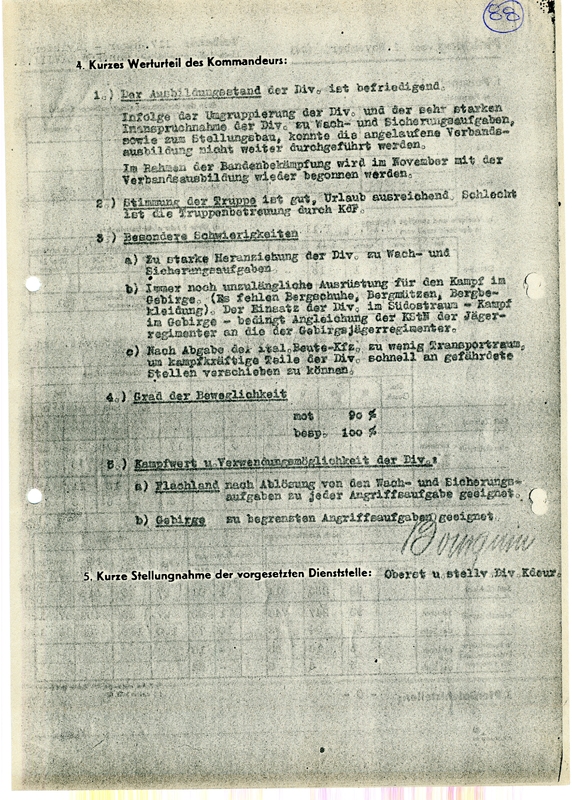 88
4. Kurzes Werturteil des Kommandeurs:
1.) Der Ausbildungsstand der Div. ist befriedigend.
Infolge der Umgruppierung der Div. und der sehr starken
Inanspruchnahme der Div. zu Wach- und Sicherungsaufgaben,
sowie zum Stellungsbau, konnte die angelaufene Verbands-
ausbildung nicht weiter durchgeführt werden.
Im Rahmen der Bandenbekämpfung wird im November mit der
Verbandsausbildung wieder begonnen werden.
2.) Stimmung der Truppe ist gut, Urlaub ausreichend. Schlecht
ist die Truppenbetreuung durch KdF.
3.) Besondere Schwierigkeiten
a) Zu starke Heranziehung der Div. zu Wach- und
Sicherungsaufgaben.
b) Immer noch unzulängliche Ausrüstung für den Kampf im
Gebirge. (Es fehlen Bergschuhe, Bergmützen, Bergbe-
kleidung). Der Einsatz der Div. im Südostraum - Kampf
im Gebirge - bedingt Angleichung der KStN der Jäger-
regimenter an die der Gebirgsjägerregimenter.
c) Nach Abgabe der ital. Beute-Kfz. zu wenig Transportraum,
um kampfkräftige Teile der Div. schnell an gefährdete
Stellen verschieben zu können.
4.) Grad der Beweglichkeit
mot 90 %
besp. 100 %
5.) Kampfwert u. Verwendungsmöglichkeit der Div.:
a) Flachland nach Ablösung von den Wach- und Sicherungs-
aufgaben zu jeder Angriffsaufgabe geeignet.
b) Gebirge zu begrenzten Angriffsaufgaben geeignet.
5. Kurze Stellungnahme der vorgesetzten Dienststelle: Oberst u stellv Div Kdeur.